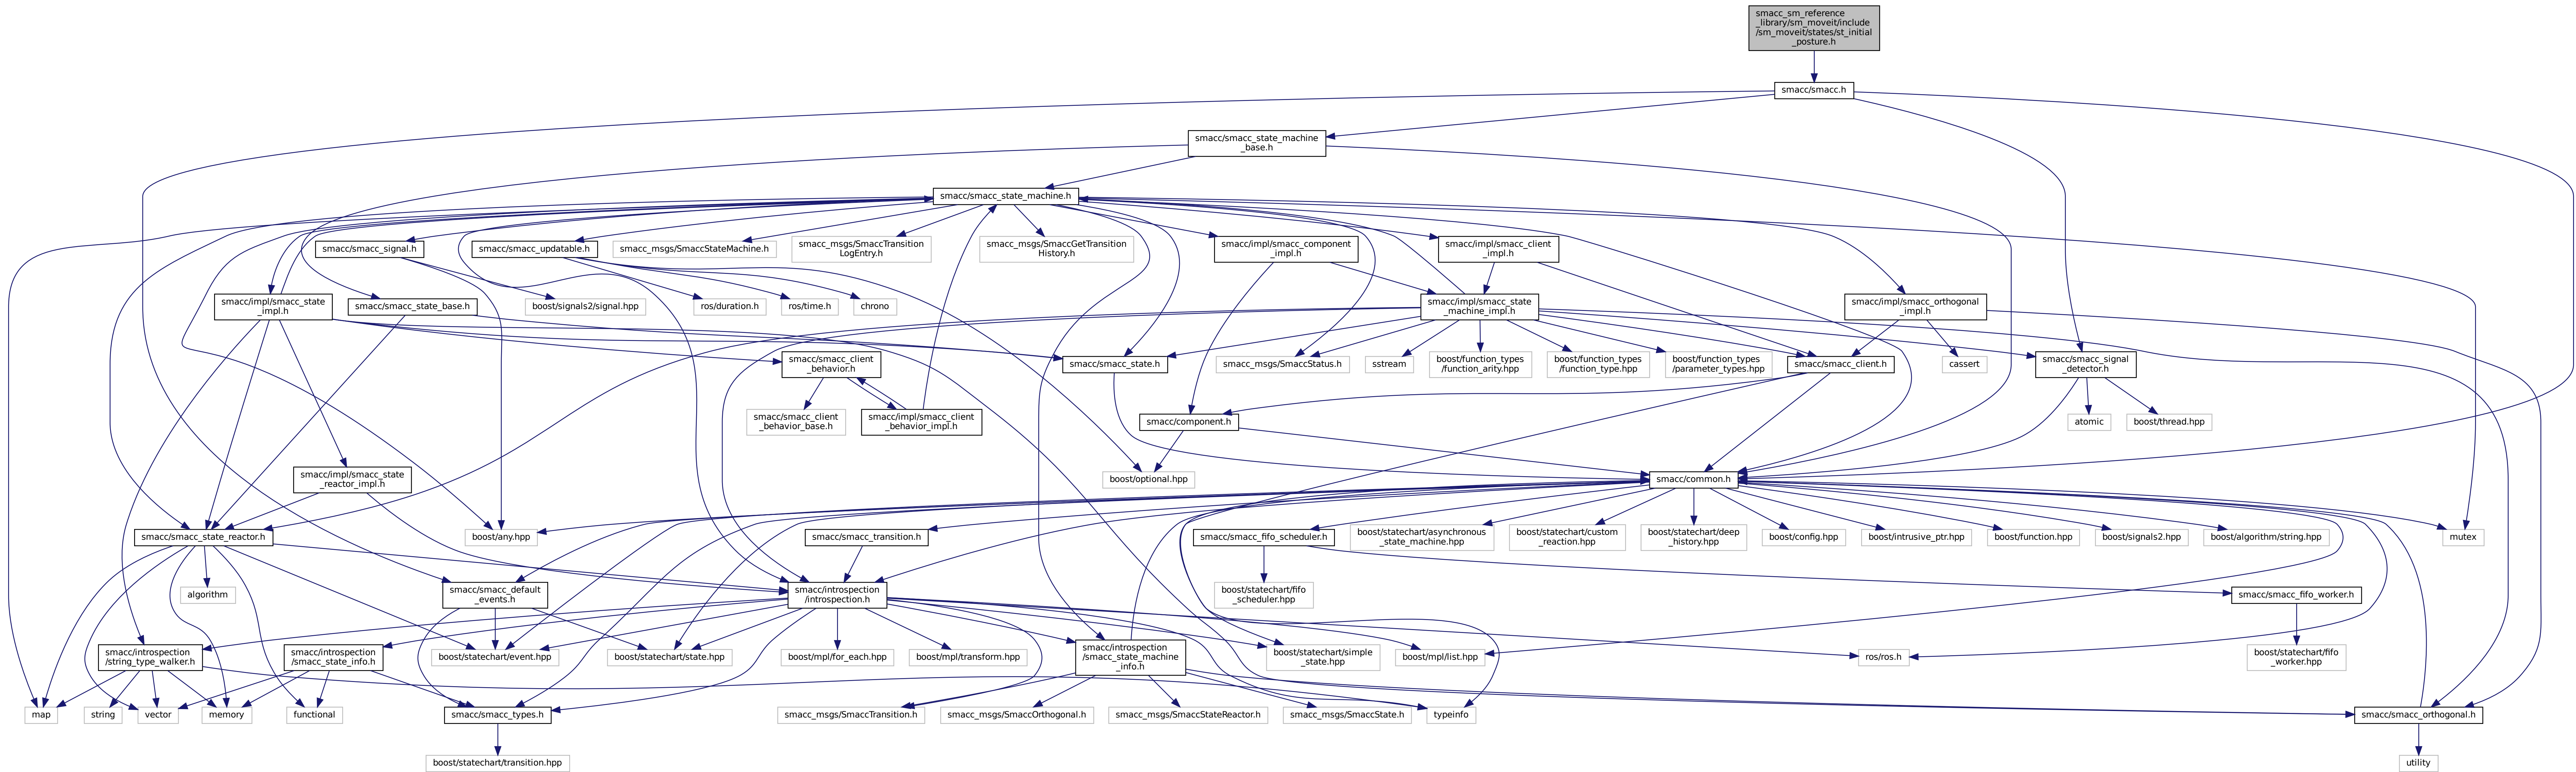 smacc_sm_reference
_library/sm_moveit/include
/sm_moveit/states/st_initial
_posture.h
smacc/smacc.h
smacc/smacc_state_machine
_base.h
smacc/smacc_state_machine.h
smacc/smacc_signal.h
smacc/smacc_updatable.h
smacc_msgs/SmaccStateMachine.h
smacc_msgs/SmaccTransition
LogEntry.h
smacc_msgs/SmaccGetTransition
History.h
smacc/impl/smacc_component
_impl.h
smacc/impl/smacc_client
_impl.h
smacc/impl/smacc_state
_impl.h
smacc/smacc_state_base.h
boost/signals2/signal.hpp
ros/duration.h
ros/time.h
chrono
smacc/impl/smacc_state
_machine_impl.h
smacc/impl/smacc_orthogonal
_impl.h
smacc/smacc_client
_behavior.h
smacc/smacc_state.h
smacc_msgs/SmaccStatus.h
sstream
boost/function_types
/function_arity.hpp
boost/function_types
/function_type.hpp
boost/function_types
/parameter_types.hpp
smacc/smacc_client.h
cassert
smacc/smacc_signal
_detector.h
smacc/smacc_client
_behavior_base.h
smacc/impl/smacc_client
_behavior_impl.h
smacc/component.h
atomic
boost/thread.hpp
smacc/impl/smacc_state
_reactor_impl.h
boost/optional.hpp
smacc/common.h
smacc/smacc_state_reactor.h
boost/any.hpp
smacc/smacc_transition.h
smacc/smacc_fifo_scheduler.h
boost/statechart/asynchronous
_state_machine.hpp
boost/statechart/custom
_reaction.hpp
boost/statechart/deep
_history.hpp
boost/config.hpp
boost/intrusive_ptr.hpp
boost/function.hpp
boost/signals2.hpp
boost/algorithm/string.hpp
mutex
algorithm
smacc/smacc_default
_events.h
smacc/introspection
/introspection.h
boost/statechart/fifo
_scheduler.hpp
smacc/smacc_fifo_worker.h
smacc/introspection
/string_type_walker.h
smacc/introspection
/smacc_state_info.h
boost/statechart/event.hpp
boost/statechart/state.hpp
boost/mpl/for_each.hpp
boost/mpl/transform.hpp
smacc/introspection
/smacc_state_machine
_info.h
boost/statechart/simple
_state.hpp
boost/mpl/list.hpp
ros/ros.h
boost/statechart/fifo
_worker.hpp
map
string
vector
memory
functional
smacc/smacc_types.h
smacc_msgs/SmaccTransition.h
smacc_msgs/SmaccOrthogonal.h
smacc_msgs/SmaccStateReactor.h
smacc_msgs/SmaccState.h
typeinfo
smacc/smacc_orthogonal.h
boost/statechart/transition.hpp
utility